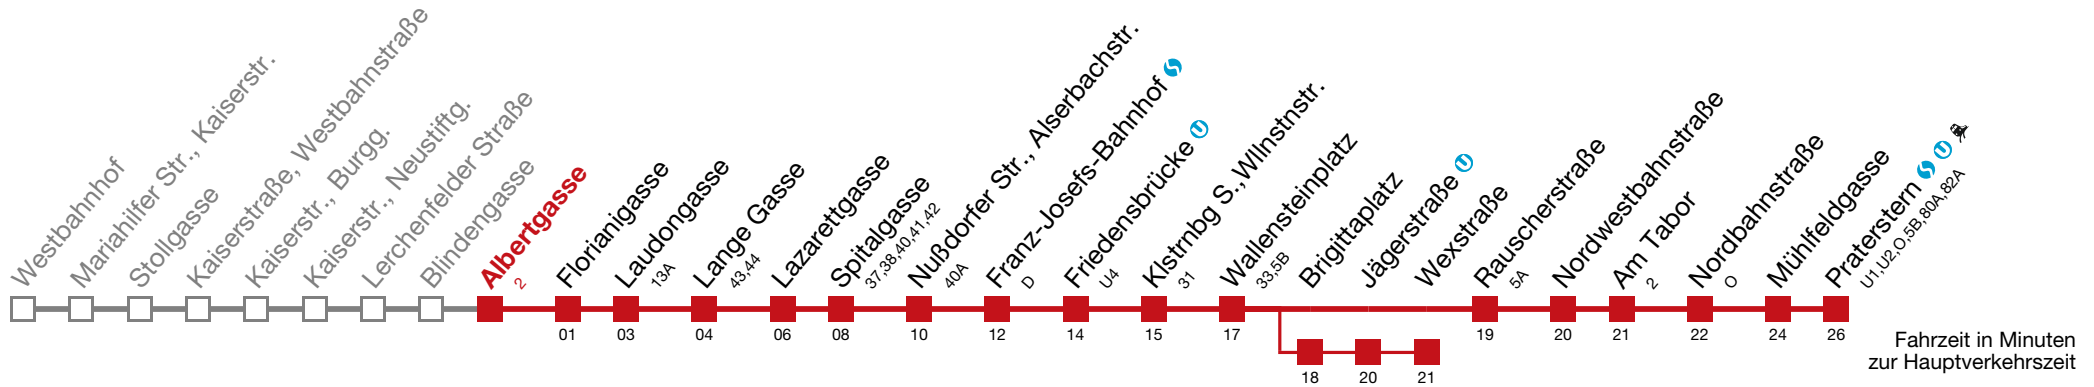 Westbahnhof
Mariahilfer Str., Kaiserstr.
Stollgasse
Kaiserstraße, Westbahnstraße
Kaiserstr., Burgg.
Kaiserstr., Neustiftg.
Lerchenfelder Straße
Blindengasse
Albertgasse
2
Florianigasse
01
Laudongasse
13A
03
Lange Gasse
43,44
04
Lazarettgasse
06
Spitalgasse
37,38,40,41,42
08
Nußdorfer Str., Alserbachstr.
40A
10
Franz-Josefs-Bahnhof
D
12
Friedensbrücke U
U4
14
Klstrnbg S., Wllnstnstr.
31
15
Wallensteinplatz
33,5B
17
Brigittaplatz
18
Jägerstraße U
20
Wexstraße
21
Rauscherstraße
5A
19
Nordwestbahnstraße
20
Am Tabor
2
21
Nordbahnstraße
O
22
Mühlfeldgasse
24
Praterstern U
U1,U2,O,5B,80A,82A
26
Fahrzeit in Minuten
zur Hauptverkehrszeit